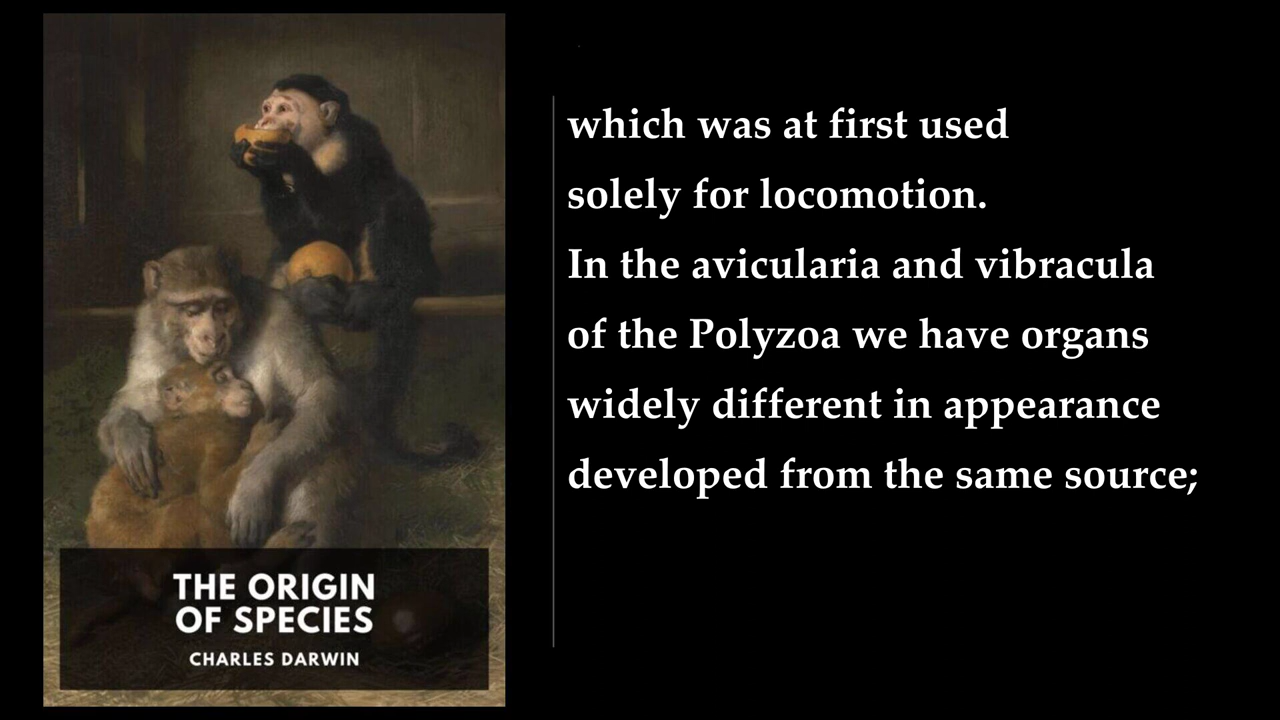 THE ORIGIN
OF SPECIES
CHARLES DARWIN
which was at first used
solely for locomotion.
In the avicularia and vibracula
of the Polyzoa we have organs
widely different in appearance
developed from the same source;